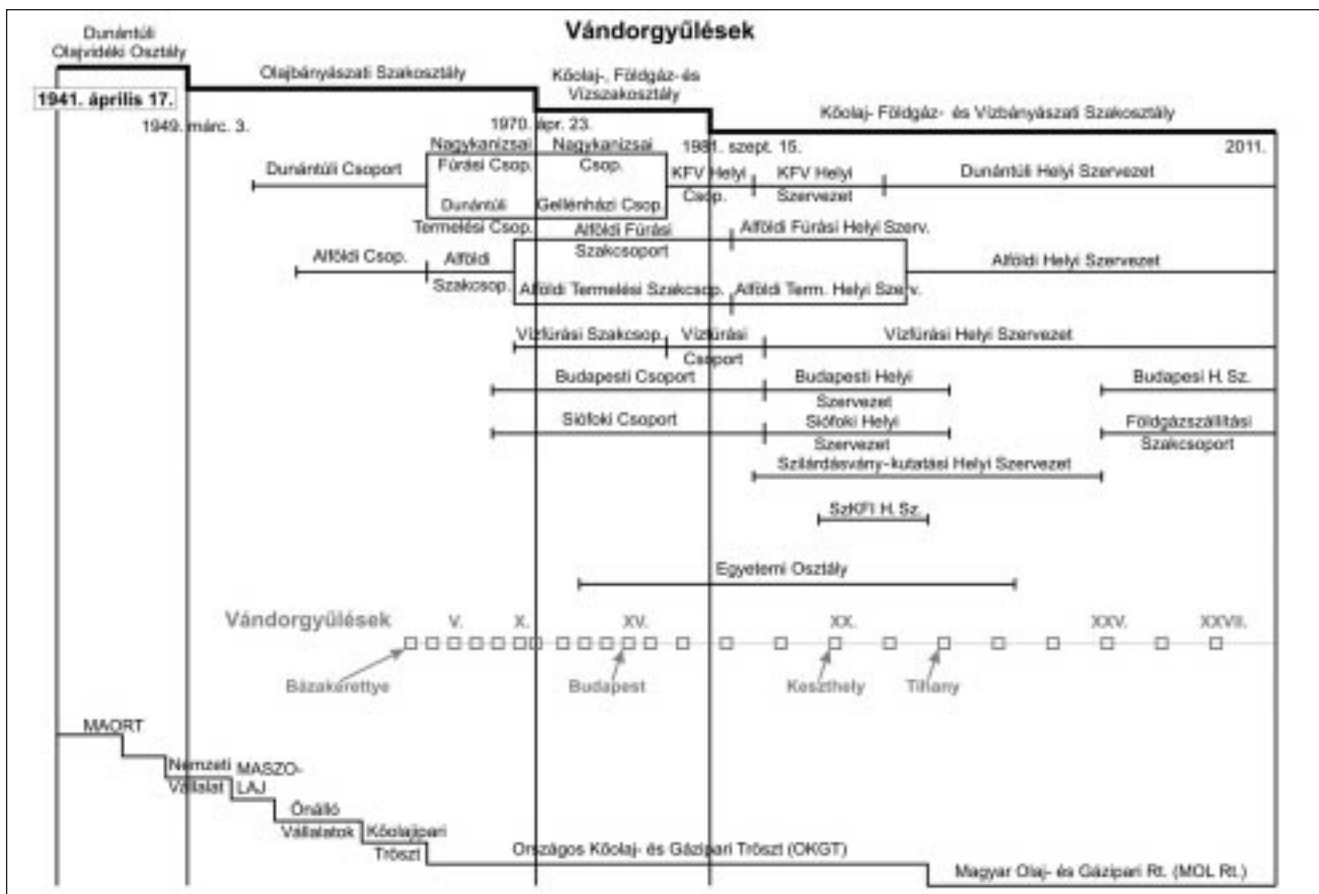 Vándorgyűlések
Dunántúli
Olajvidéki Osztály
Olajbányászati Szakosztály
Kőolaj-, Földgáz- és
Vízszakosztály
Kőolaj- Földgáz- és Vízbányászati Szakosztály
1941. április 17.
1949. márc. 3.
1970. ápr. 23.
1981. szept. 15.
2011.
Dunántúli Csoport
Nagykanizsai
Fúrási Csop.
Nagykanizsai
Csop.
Dunántúli
Termelési Csop.
Gellénházi Csop.
KFV Helyi
Csop.
KFV Helyi
Szervezet
Dunántúli Helyi Szervezet
Alföldi Csop.
Alföldi
Szakcsop.
Alföldi Fúrási
Szakcsoport
Alföldi Fúrási Helyi Szerv.
Alföldi Termelési Szakcsop.
Alföldi Term. Helyi Szerv.
Alföldi Helyi Szervezet
Vízfúrási Szakcsop.
Vízfúrási
Csoport
Vízfúrási Helyi Szervezet
Budapesti Csoport
Budapesti Helyi
Szervezet
Budapesi H. Sz.
Siófoki Csoport
Siófoki Helyi
Szervezet
Földgázszállítási
Szakcsoport
Szilárdásvány-kutatási Helyi Szervezet
SzKFI H. Sz.
Egyetemi Osztály
Vándorgyűlések
V.
X.
XV.
XX.
XXV.
XXVII.
Bázakerettye
Budapest
Keszthely
Tihany
MAORT
Nemzeti
Vállalat
MASZO-
LAJ
Önálló
Vállalatok
Kőolajipari
Tröszt
Országos Kőolaj- és Gázipari Tröszt (OKGT)
Magyar Olaj- és Gázipari Rt. (MOL Rt.)